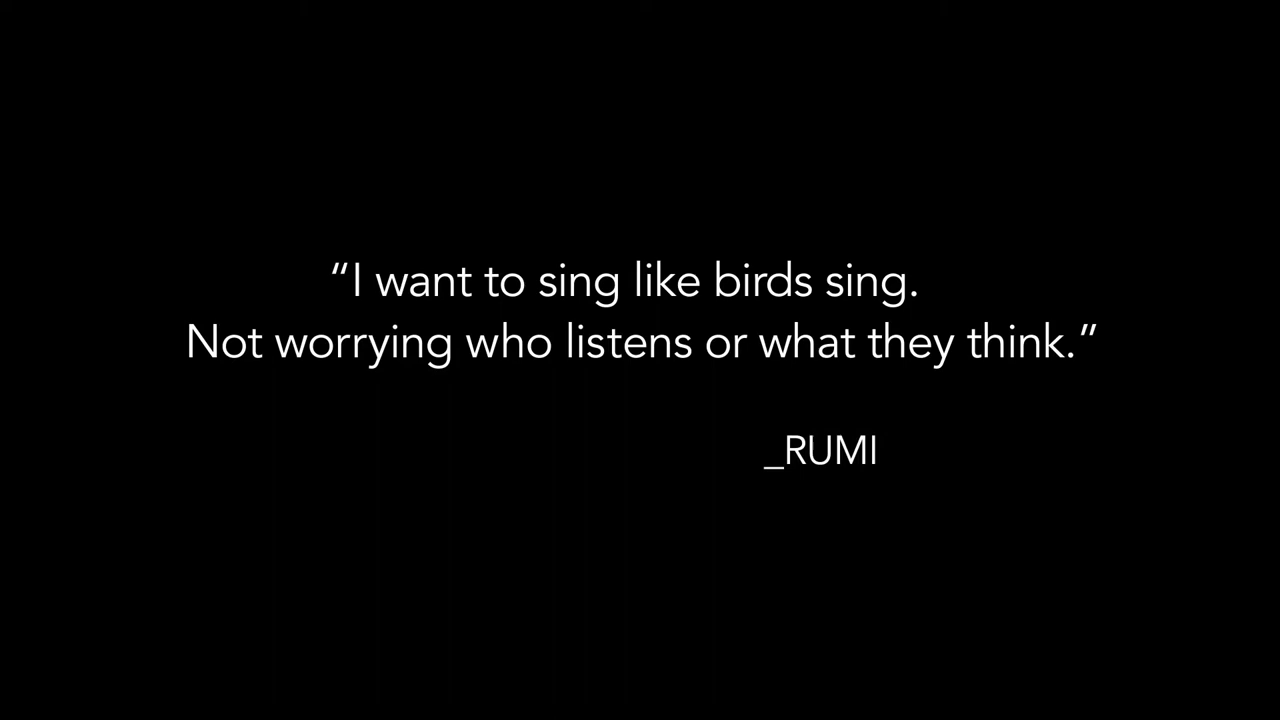 “I want to sing like birds sing.
Not worrying who listens or what they think.”
_RUMI